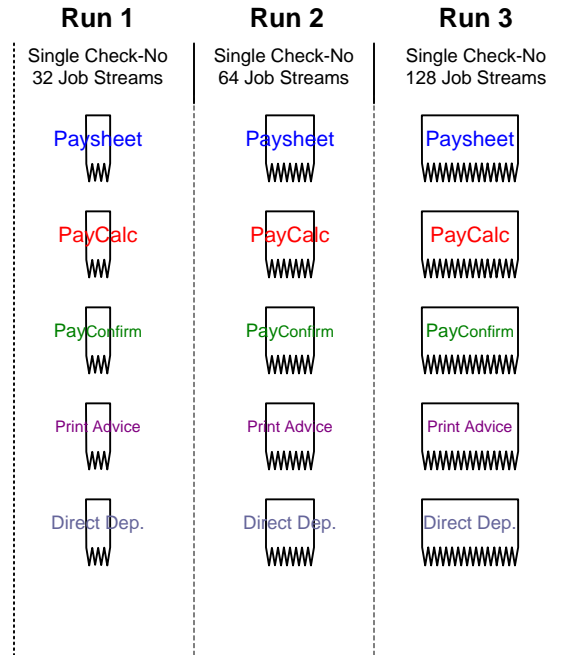 Run 1
Single Check-No
32 Job Streams
Paysheet
PayCalc
PayConfirm
Print Advice
Direct Dep.
Run 2
Single Check-No
64 Job Streams
Paysheet
PayCalc
PayConfirm
Print Advice
Direct Dep.
Run 3
Single Check-No
128 Job Streams
Paysheet
PayCalc
PayConfirm
Print Advice
Direct Dep.